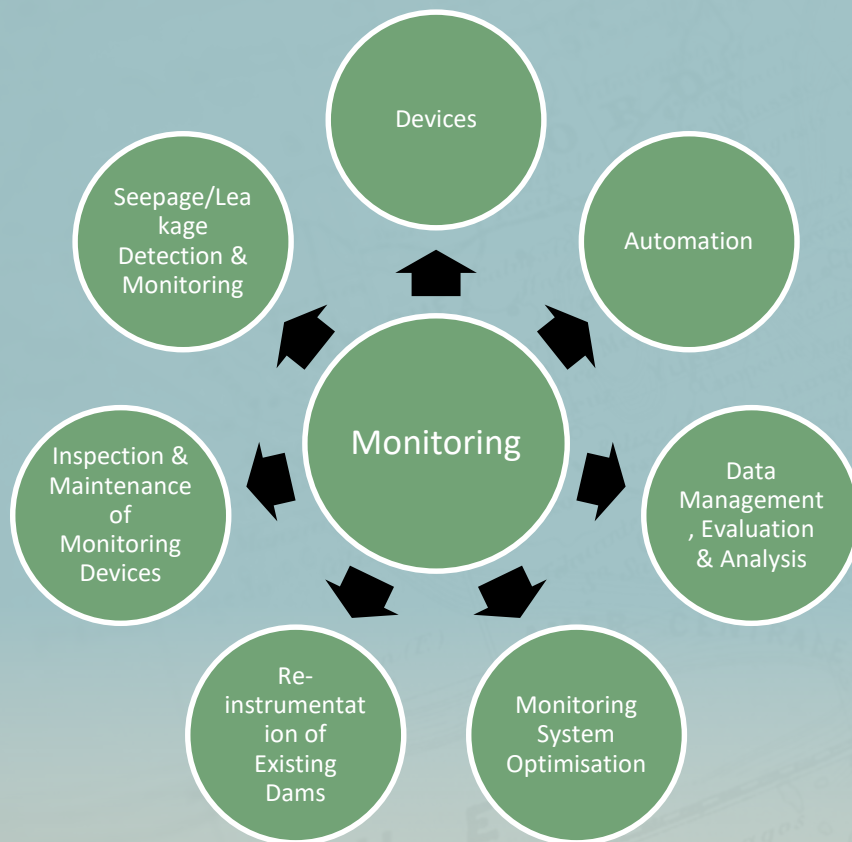 Devices
Automation
Data
Management
, Evaluation
& Analysis
Monitoring
System
Optimisation
Re-
instrumentat
ion of
Existing
Dams
Inspection &
Maintenance
of
Monitoring
Devices
Seepage/Lea
kage
Detection &
Monitoring
Monitoring